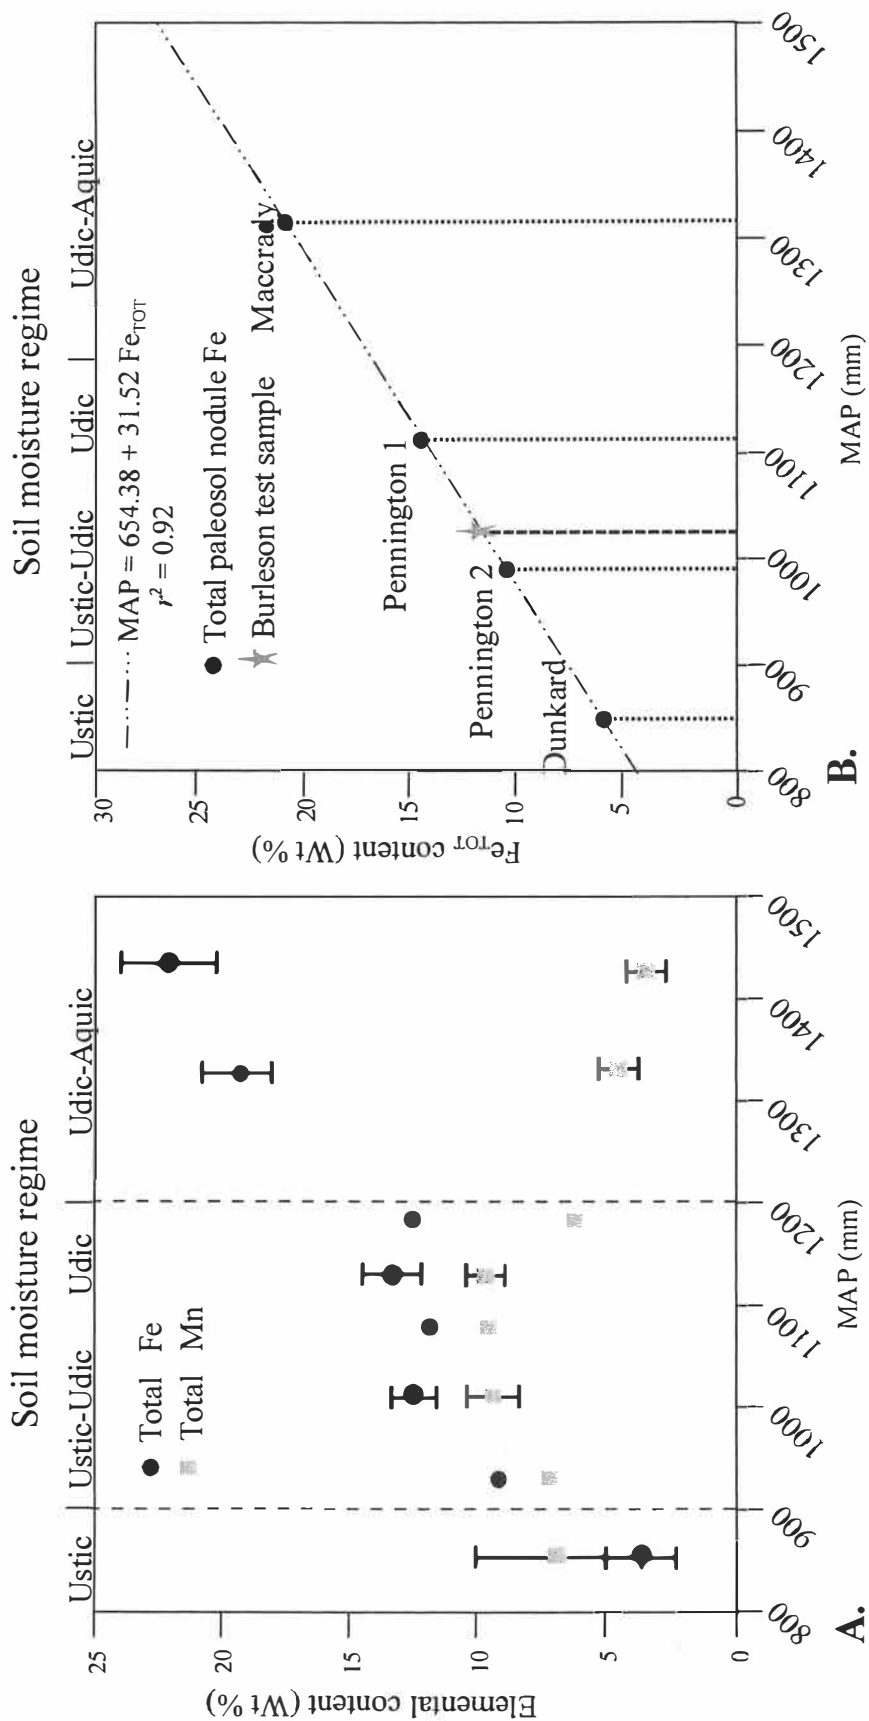 Soil moisture regime
Ustic | Ustic-Udic | Udic | Udic-Aquic
● Total Fe
Total Mn
25
20
15
10
5
0
Elemental content (Wt %)
800
900
1000
1100
1200
1300
1400
1500
MAP (mm)
A.
Soil moisture regime
Ustic | Ustic-Udic | Udic | Udic-Aquic
MAP = 654.38 + 31.52 Fe_TOT
r² = 0.92
● Total paleosol nodule Fe
Burleson test sample
Maccrady
Pennington 1
Pennington 2
Dunkard
30
25
20
15
10
5
0
Fe_TOT content (Wt %)
800
900
1000
1100
1200
1300
1400
1500
MAP (mm)
B.